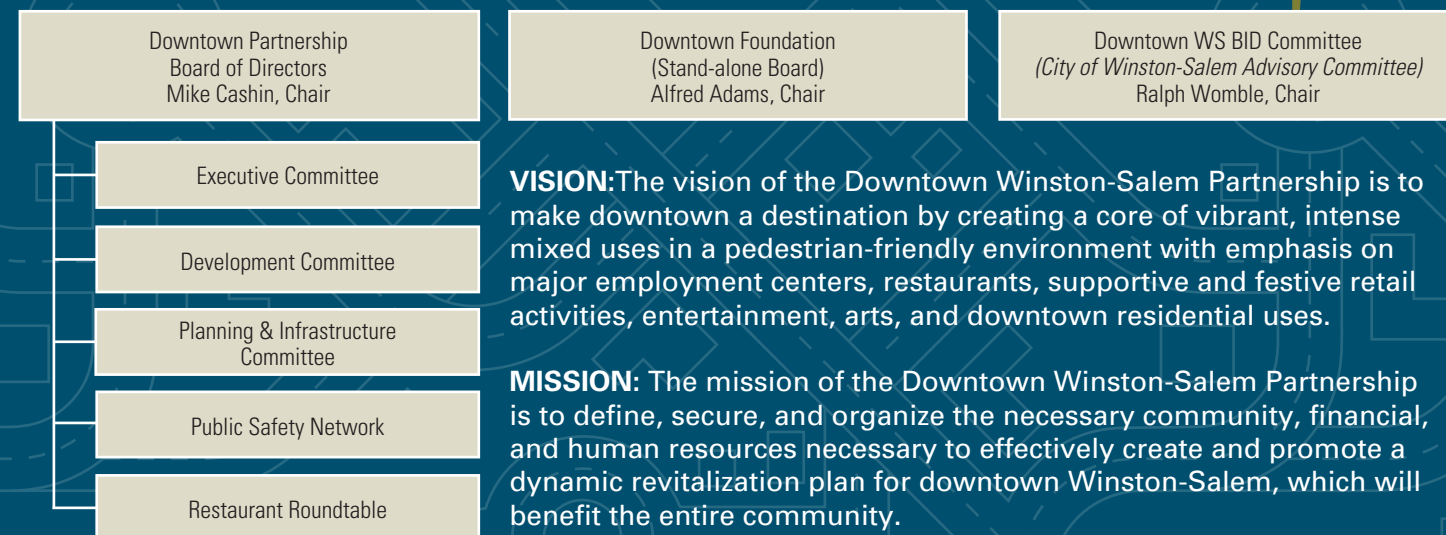 Downtown Partnership
Board of Directors
Mike Cashin, Chair
Downtown Foundation
(Stand-alone Board)
Alfred Adams, Chair
Downtown WS BID Committee
(City of Winston-Salem Advisory Committee)
Ralph Womble, Chair
Executive Committee
Development Committee
Planning & Infrastructure
Committee
Public Safety Network
Restaurant Roundtable
VISION:The vision of the Downtown Winston-Salem Partnership is to
make downtown a destination by creating a core of vibrant, intense
mixed uses in a pedestrian-friendly environment with emphasis on
major employment centers, restaurants, supportive and festive retail
activities, entertainment, arts, and downtown residential uses.
MISSION: The mission of the Downtown Winston-Salem Partnership
is to define, secure, and organize the necessary community, financial,
and human resources necessary to effectively create and promote a
dynamic revitalization plan for downtown Winston-Salem, which will
benefit the entire community.